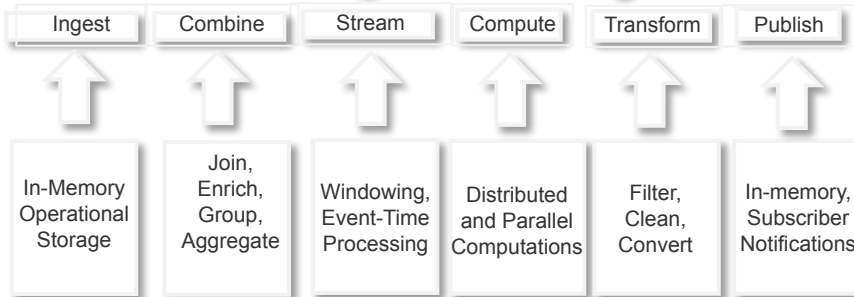 Ingest
Combine
Stream
Compute
Transform
Publish
In-Memory
Operational
Storage
Join,
Enrich,
Group,
Aggregate
Windowing,
Event-Time
Processing
Distributed
and Parallel
Computations
Filter,
Clean,
Convert
In-memory,
Subscriber
Notifications